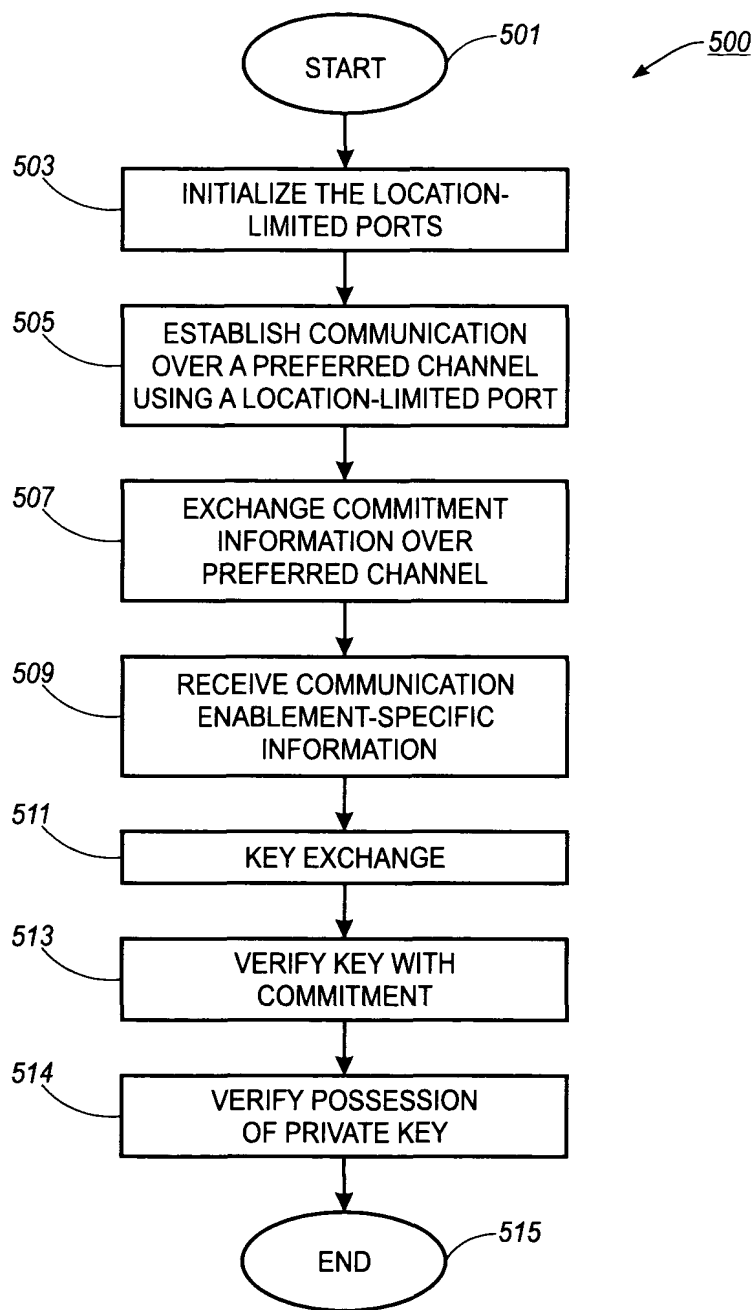 501
500
START
503
INITIALIZE THE LOCATION-
LIMITED PORTS
505
ESTABLISH COMMUNICATION
OVER A PREFERRED CHANNEL
USING A LOCATION-LIMITED PORT
507
EXCHANGE COMMITMENT
INFORMATION OVER
PREFERRED CHANNEL
509
RECEIVE COMMUNICATION
ENABLEMENT-SPECIFIC
INFORMATION
511
KEY EXCHANGE
513
VERIFY KEY WITH
COMMITMENT
514
VERIFY POSSESSION
OF PRIVATE KEY
515
END